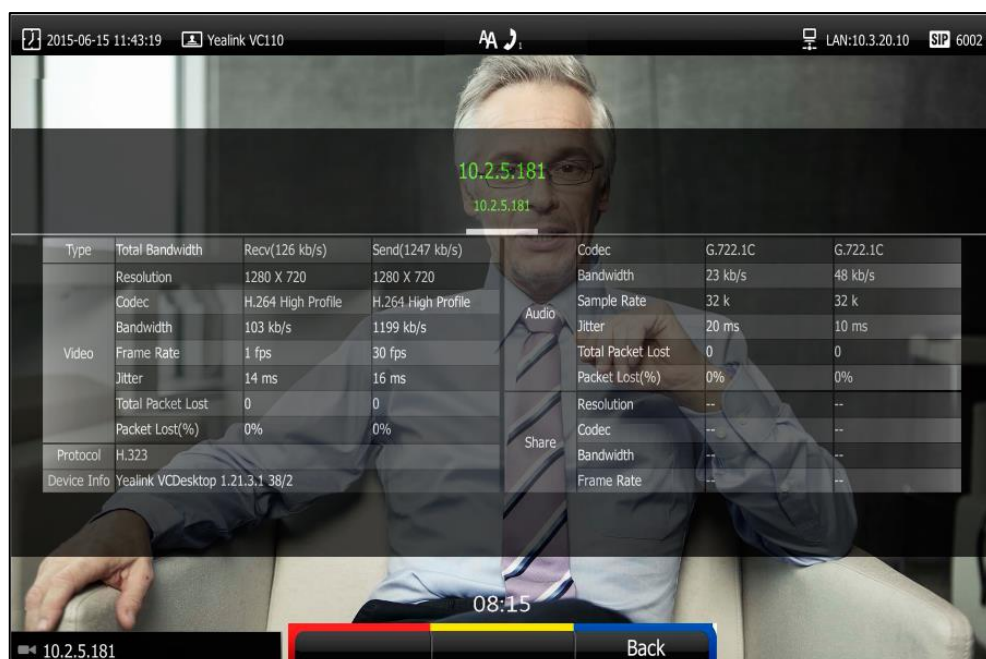 2015-06-15 11:43:19 Yealink VC110 AA 1 LAN:10.3.20.10 SIP 6002
10.2.5.181
10.2.5.181
Type Total Bandwidth Recv(126 kb/s) Send(1247 kb/s)
Video
Resolution 1280 X 720 1280 X 720
Codec H.264 High Profile H.264 High Profile
Bandwidth 103 kb/s 1199 kb/s
Frame Rate 1 fps 30 fps
Jitter 14 ms 16 ms
Total Packet Lost 0 0
Packet Lost(%) 0% 0%
Protocol H.323
Device Info Yealink VCDesktop 1.21.3.1 38/2
Audio
Codec G.722.1C G.722.1C
Bandwidth 23 kb/s 48 kb/s
Sample Rate 32 k 32 k
Jitter 20 ms 10 ms
Total Packet Lost 0 0
Packet Lost(%) 0% 0%
Share
Resolution -- --
Codec -- --
Bandwidth -- --
Frame Rate -- --
08:15
10.2.5.181
Back